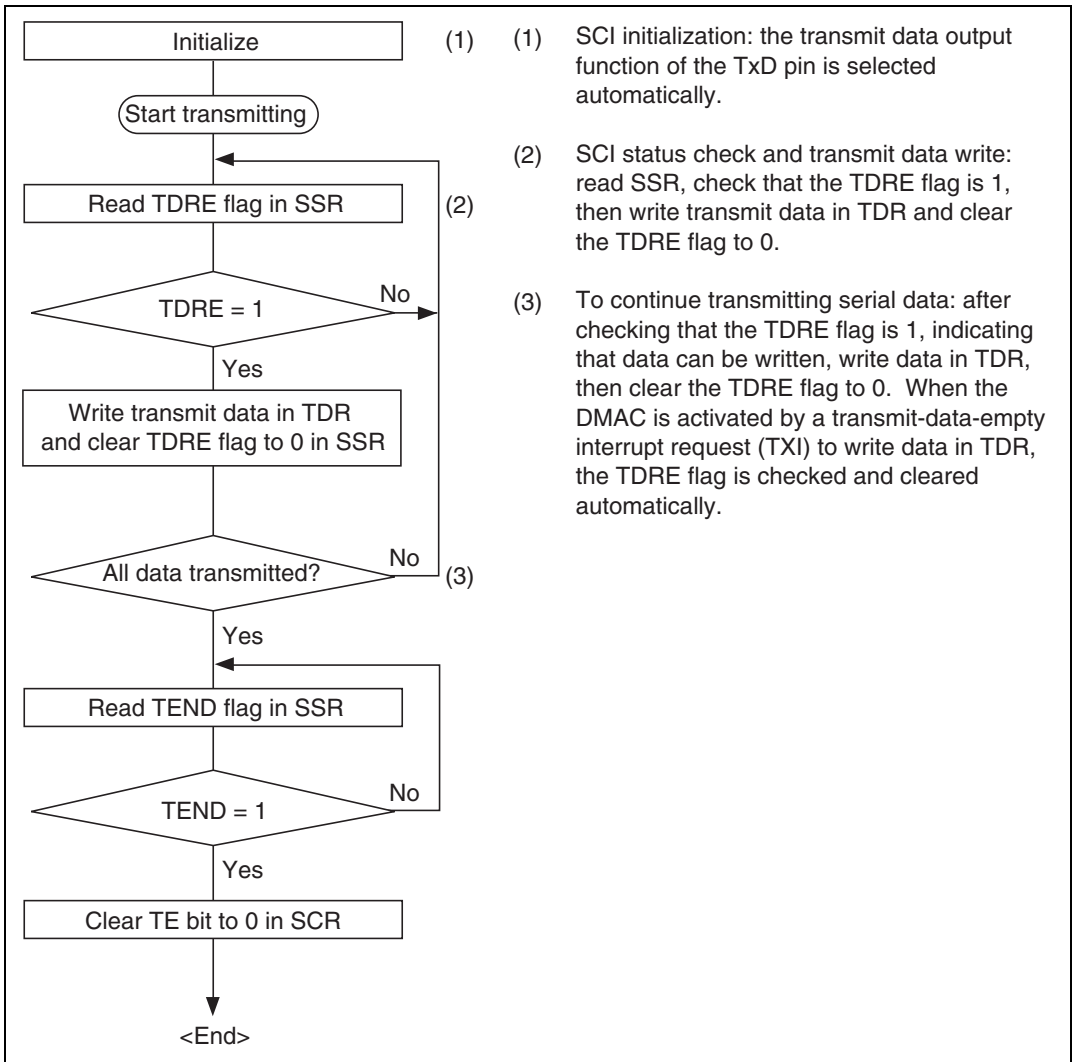 Initialize
(1)
Start transmitting
Read TDRE flag in SSR
(2)
TDRE = 1
No
Yes
Write transmit data in TDR
and clear TDRE flag to 0 in SSR
All data transmitted?
No
(3)
Yes
Read TEND flag in SSR
TEND = 1
No
Yes
Clear TE bit to 0 in SCR
<End>
(1) SCI initialization: the transmit data output
function of the TxD pin is selected
automatically.
(2) SCI status check and transmit data write:
read SSR, check that the TDRE flag is 1,
then write transmit data in TDR and clear
the TDRE flag to 0.
(3) To continue transmitting serial data: after
checking that the TDRE flag is 1, indicating
that data can be written, write data in TDR,
then clear the TDRE flag to 0. When the
DMAC is activated by a transmit-data-empty
interrupt request (TXI) to write data in TDR,
the TDRE flag is checked and cleared
automatically.